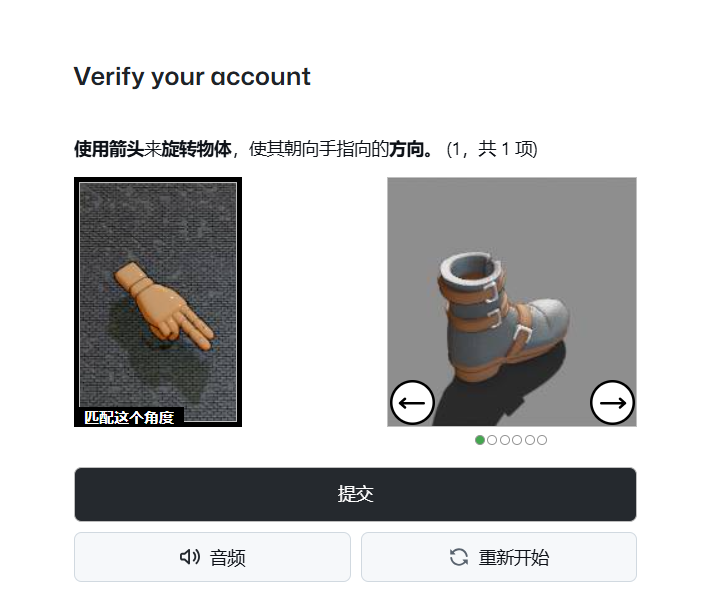 Verify your account
使用箭头来旋转物体，使其朝向手指向的方向。 (1，共 1 项)
匹配这个角度
提交
音频
重新开始